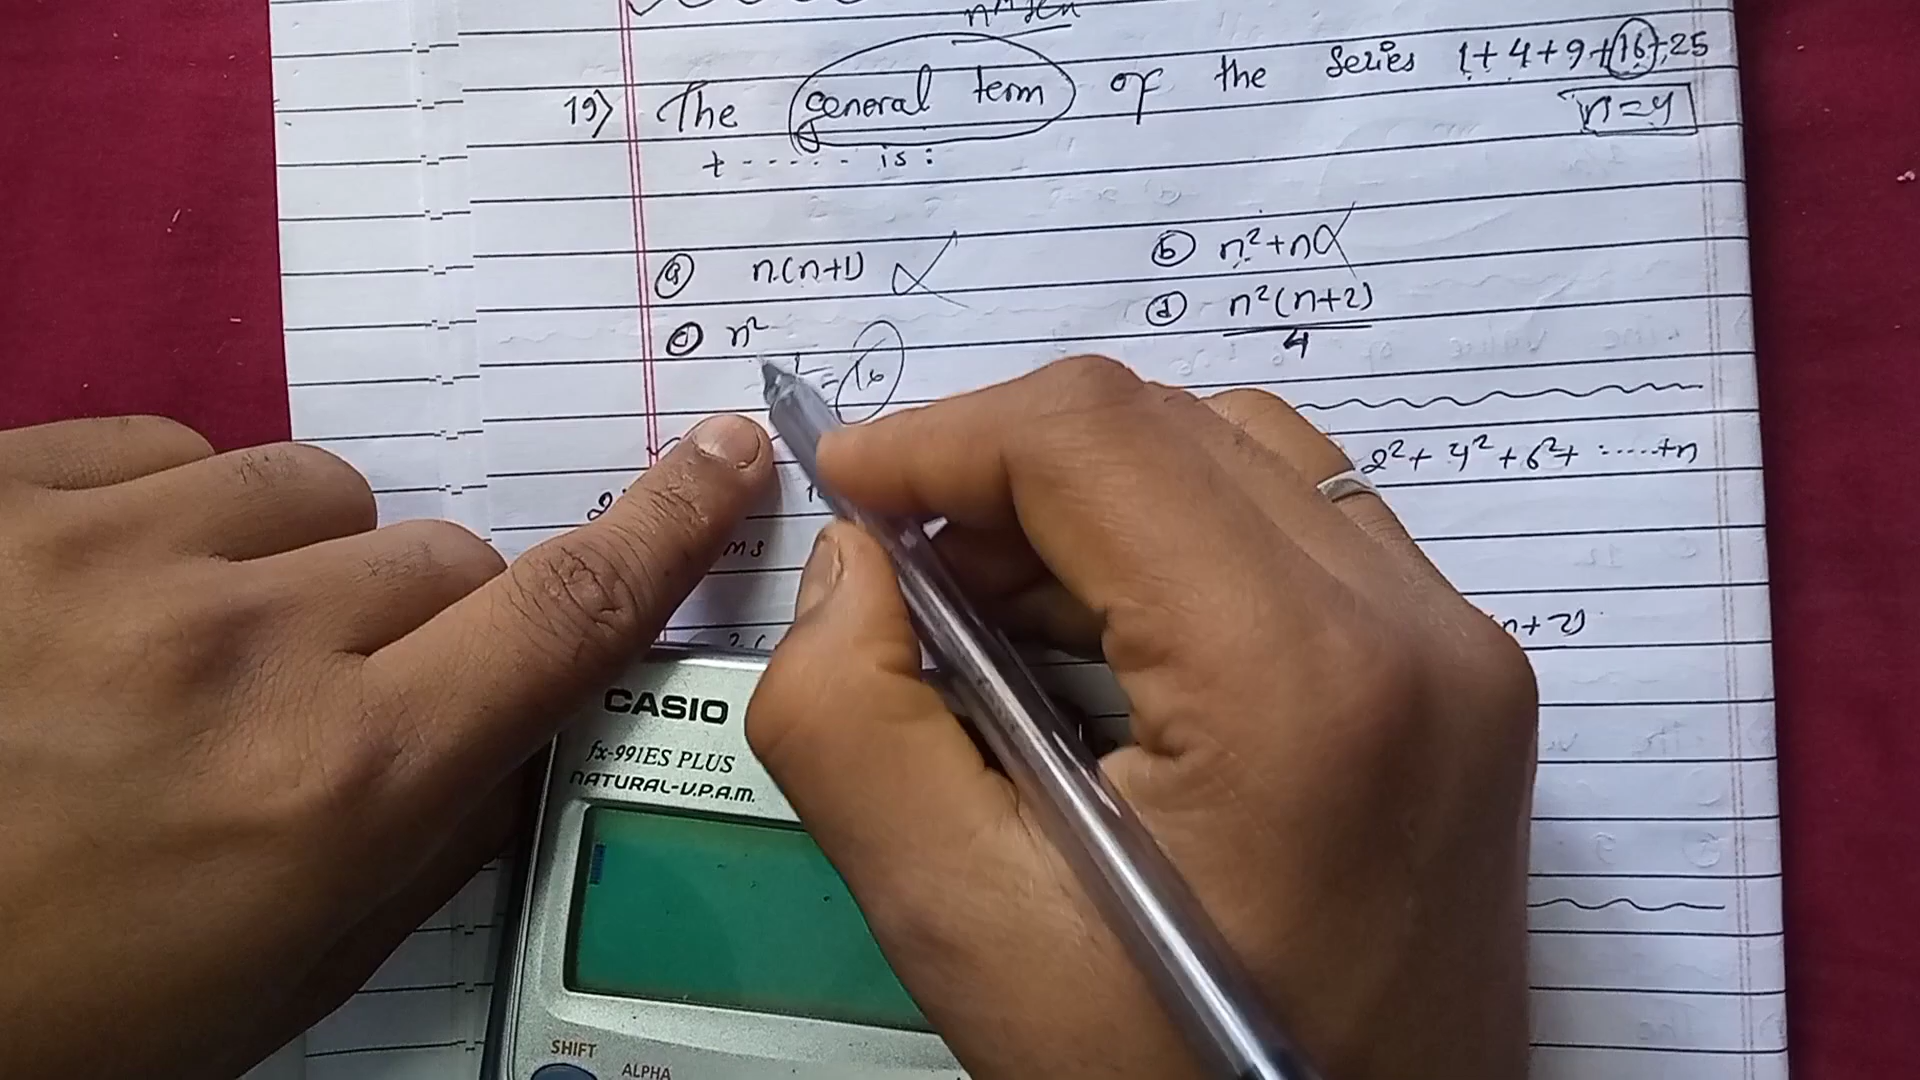 19) The general term of the series 1+4+9+16+25
n=4
+ ...... is :
(a) n(n+1)
(b) n²+n
(c) n²
(d) n²(n+2)
4
= 16
2²+4²+6²+ :....+n
ms
CASIO
fx-991ES PLUS
NATURAL-V.P.A.M.
SHIFT
ALPHA